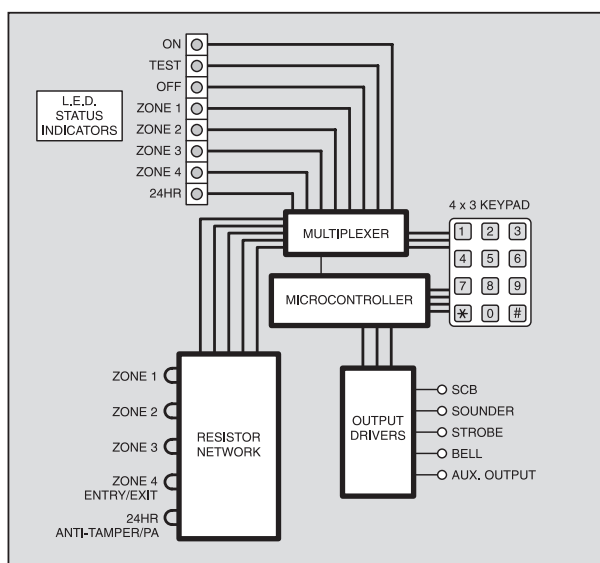 ON
TEST
OFF
ZONE 1
ZONE 2
ZONE 3
ZONE 4
24HR
L.E.D.
STATUS
INDICATORS
4 x 3 KEYPAD
MULTIPLEXER
1 2 3
4 5 6
7 8 9
* 0 #
MICROCONTROLLER
ZONE 1
ZONE 2
ZONE 3
ZONE 4
ENTRY/EXIT
24HR
ANTI-TAMPER/PA
RESISTOR
NETWORK
OUTPUT
DRIVERS
SCB
SOUNDER
STROBE
BELL
AUX. OUTPUT